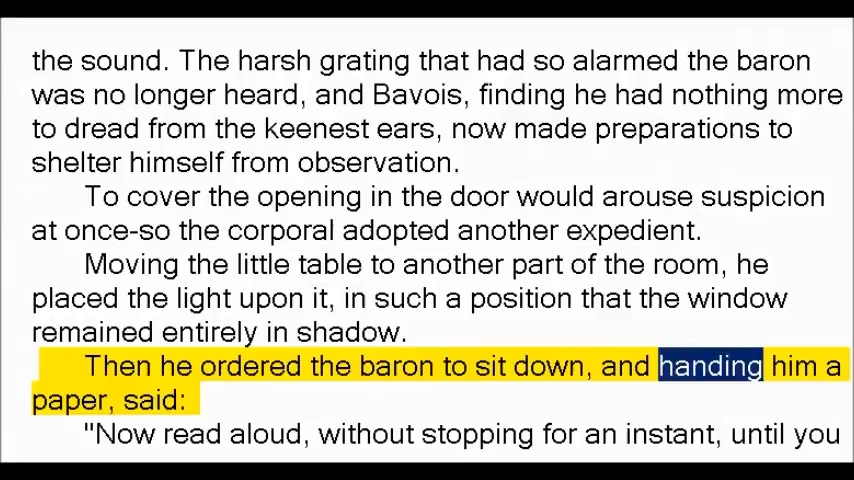 the sound. The harsh grating that had so alarmed the baron
was no longer heard, and Bavois, finding he had nothing more
to dread from the keenest ears, now made preparations to
shelter himself from observation.
To cover the opening in the door would arouse suspicion
at once-so the corporal adopted another expedient.
Moving the little table to another part of the room, he
placed the light upon it, in such a position that the window
remained entirely in shadow.
Then he ordered the baron to sit down, and handing him a
paper, said:
"Now read aloud, without stopping for an instant, until you